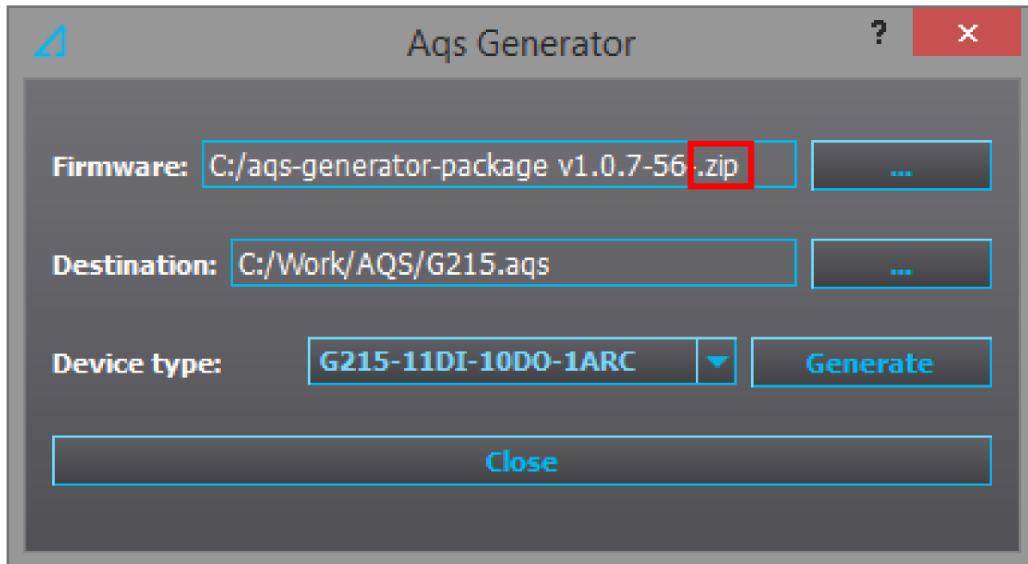 Aqs Generator ? ×
Firmware: C:/aqs-generator-package v1.0.7-56-.zip ...
Destination: C:/Work/AQS/G215.aqs ...
Device type: G215-11DI-10DO-1ARC Generate
Close